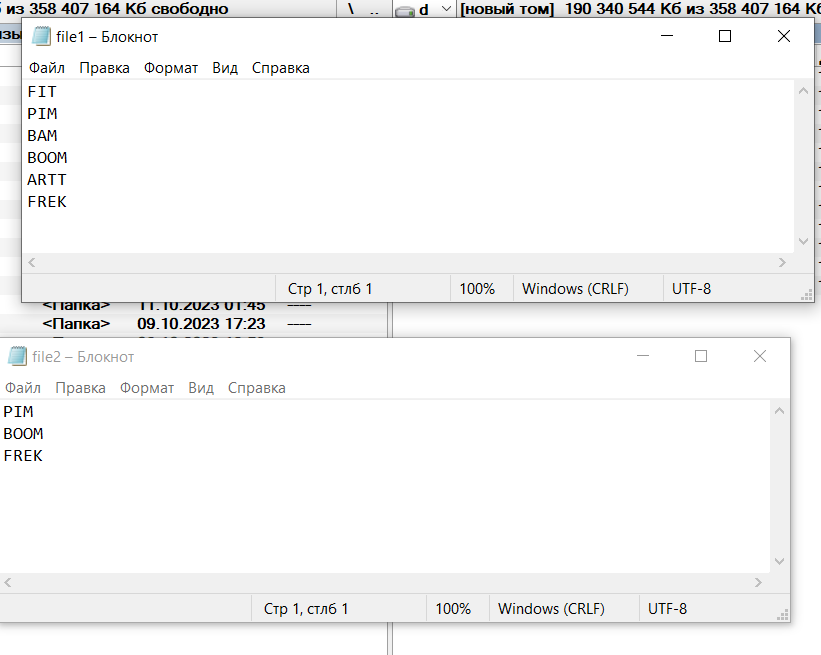 из 358 407 164 Кб свободно \ .. d [новый том] 190 340 544 Кб из 358 407 164 Кб
file1 – Блокнот
Файл Правка Формат Вид Справка
FIT
PIM
BAM
BOOM
ARTT
FREK
Стр 1, стлб 1 100% Windows (CRLF) UTF-8
<Папка> 11.10.2023 01:45 ----
<Папка> 09.10.2023 17:23 ----
file2 – Блокнот
Файл Правка Формат Вид Справка
PIM
BOOM
FREK
Стр 1, стлб 1 100% Windows (CRLF) UTF-8